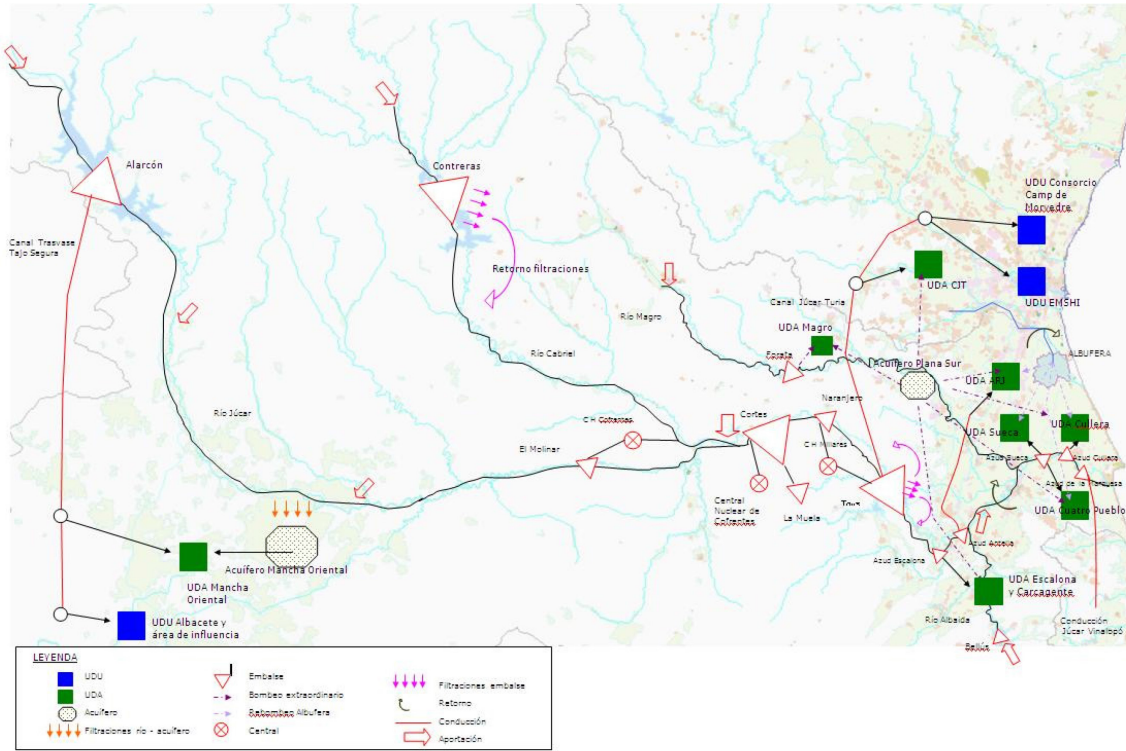 Alarcón
Contreras
UDU Consorcio
Camp de
Morvedre
Canal Trasvase
Tajo Segura
Retorno filtraciones
UDA CJT
UDU EMSHI
Canal Júcar Turia
Río Magro
UDA Magro
Río Cabriel
Forata
Acuífero Plana Sur
ALBUFERA
UDA ARJ
Río Júcar
Naranjero
Cortes
C H Cofrentes
UDA Sueca
UDA Cullera
El Molinar
C H Millares
Azud Sueca
Azud Cullera
Azud de la Marquesa
Central
Nuclear de
Cofrentes
La Muela
Tous
UDA Cuatro Pueblo
Azud Antella
Azud Escalona
Acuífero Mancha Oriental
UDA Mancha
Oriental
UDA Escalona
y Carcagente
UDU Albacete y
área de influencia
Río Albaida
Conducción
Júcar Vinalopó
Bellús
LEYENDA
UDU
UDA
Acuífero
Filtraciones río - acuífero
Embalse
Bombeo extraordinario
Rebombeo Albufera
Central
Filtraciones embalse
Retorno
Conducción
Aportación